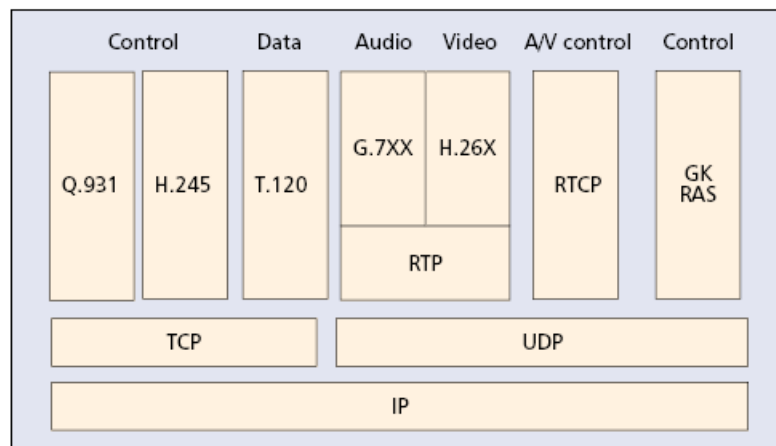 Control Data Audio Video A/V control Control
Q.931 H.245 T.120 G.7XX H.26X RTCP GK
RAS
RTP
TCP UDP
IP